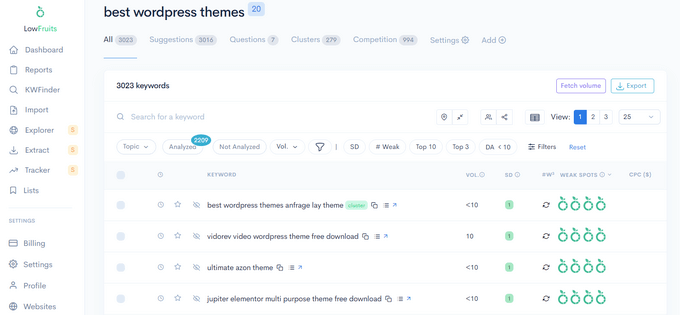 best wordpress themes 20
LowFruits
All 3023 Suggestions 3016 Questions 7 Clusters 279 Competition 994 Settings Add
Dashboard
Reports
KWFinder
Import
Explorer S
Extract S
Tracker S
Lists
SETTINGS
Billing
Settings
Profile
Websites
3023 keywords Fetch volume Export
Search for a keyword View: 1 2 3 25
2209
Topic Analyzed Not Analyzed Vol. SD # Weak Top 10 Top 3 DA < 10 Filters Reset
KEYWORD VOL. SD KW WEAK SPOTS CPC ($)
best wordpress themes anfrage lay theme cluster <10 1
vidorev video wordpress theme free download 10 1
ultimate azon theme <10 1
jupiter elementor multi purpose theme free download <10 1